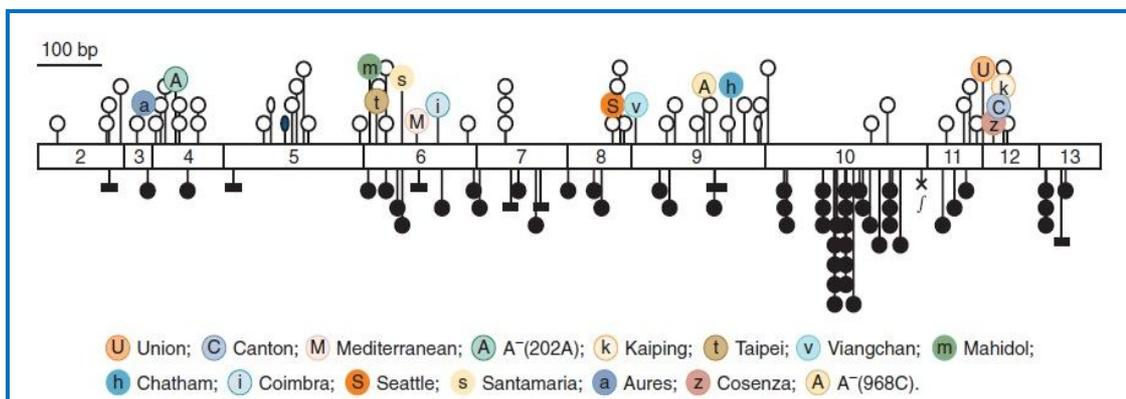 100 bp
m U
A s A h k
a t M i S v C
z
2 3 4 5 6 7 8 9 10 11 12 13
x
∫
U Union; C Canton; M Mediterranean; A A⁻(202A); k Kaiping; t Taipei; v Viangchan; m Mahidol;
h Chatham; i Coimbra; S Seattle; s Santamaria; a Aures; z Cosenza; A A⁻(968C).